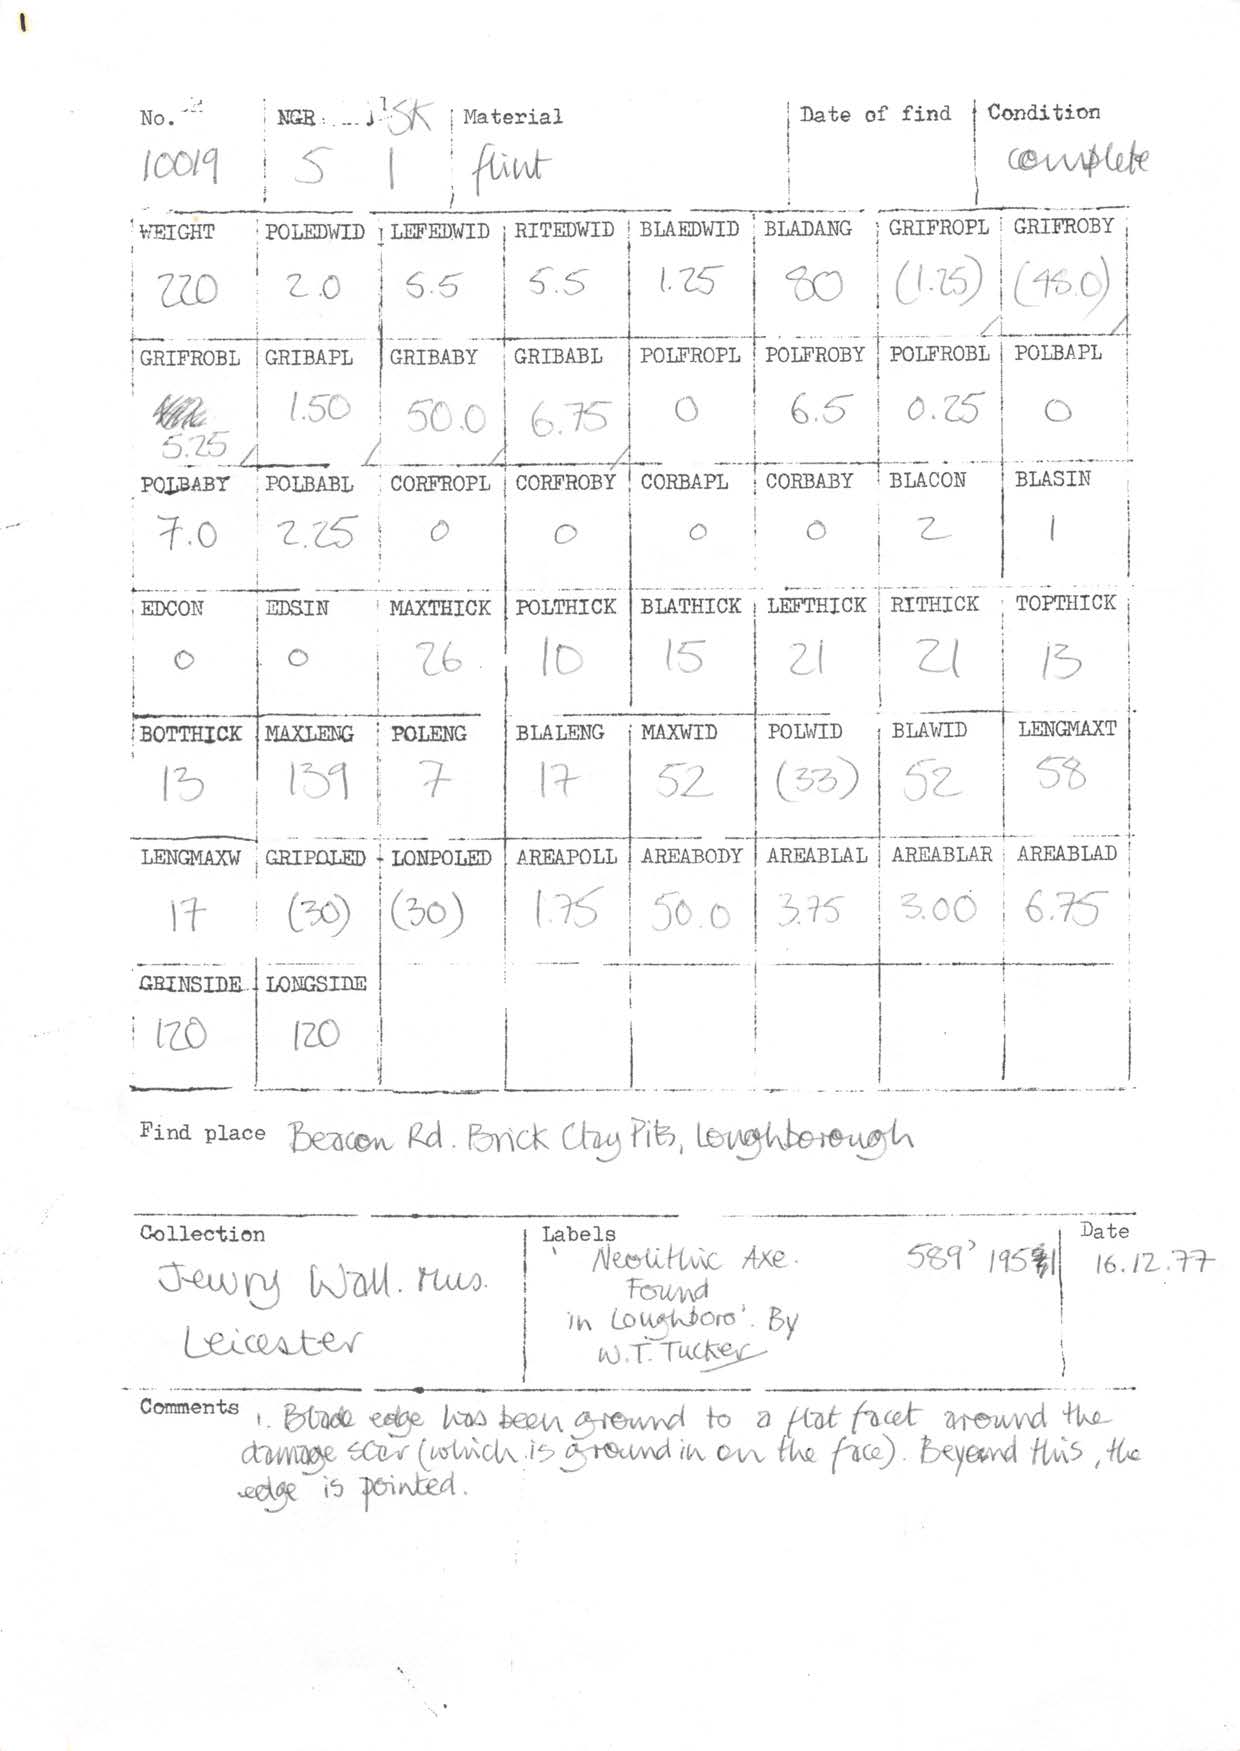 1
No. NGR SK Material Date of find Condition
10019 5 1 flint complete
WEIGHT POLEDWID LEFEDWID RITEDWID BLAEDWID BLADANG GRIFROPL GRIFROBY
220 2.0 5.5 5.5 1.25 80 (1.25) (48.0)
GRIFROBL GRIBAPL GRIBABY GRIBABL POLFROPL POLFROBY POLFROBL POLBAPL
1.50 50.0 6.75 0 6.5 0.25 0
5.25
POLBABY POLBABL CORFROPL CORFROBY CORBAPL CORBABY BLACON BLASIN
7.0 2.25 0 0 0 0 2 1
EDCON EDSIN MAXTHICK POLTHICK BLATHICK LEFTHICK RITHICK TOPTHICK
0 0 26 10 15 21 21 13
BOTTHICK MAXLENG POLENG BLALENG MAXWID POLWID BLAWID LENGMAXT
13 139 7 17 52 (33) 52 58
LENGMAXW GRIPOLED LONPOLED AREAPOLL AREABODY AREABLAL AREABLAR AREABLAD
17 (30) (30) 1.75 50.0 3.75 3.00 6.75
GRINSIDE LONGSIDE
120 120
Find place Beacon Rd. Brick Clay Pits, Loughborough
Collection Labels Date
Jewry Wall. Mus. 'Neolithic Axe. 589' 1951 16.12.77
Found
Leicester in Loughboro'. By
W.T. Tucker
Comments 1. Blade edge has been ground to a flat facet around the
damage scar (which is ground in on the face). Beyond this, the
edge is pointed.